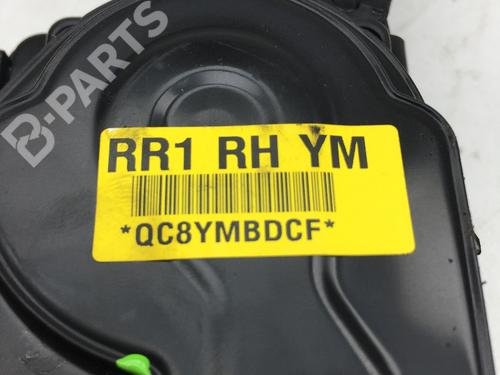 B-PARTS
RR1 RH YM
*QC8YMBDCF*